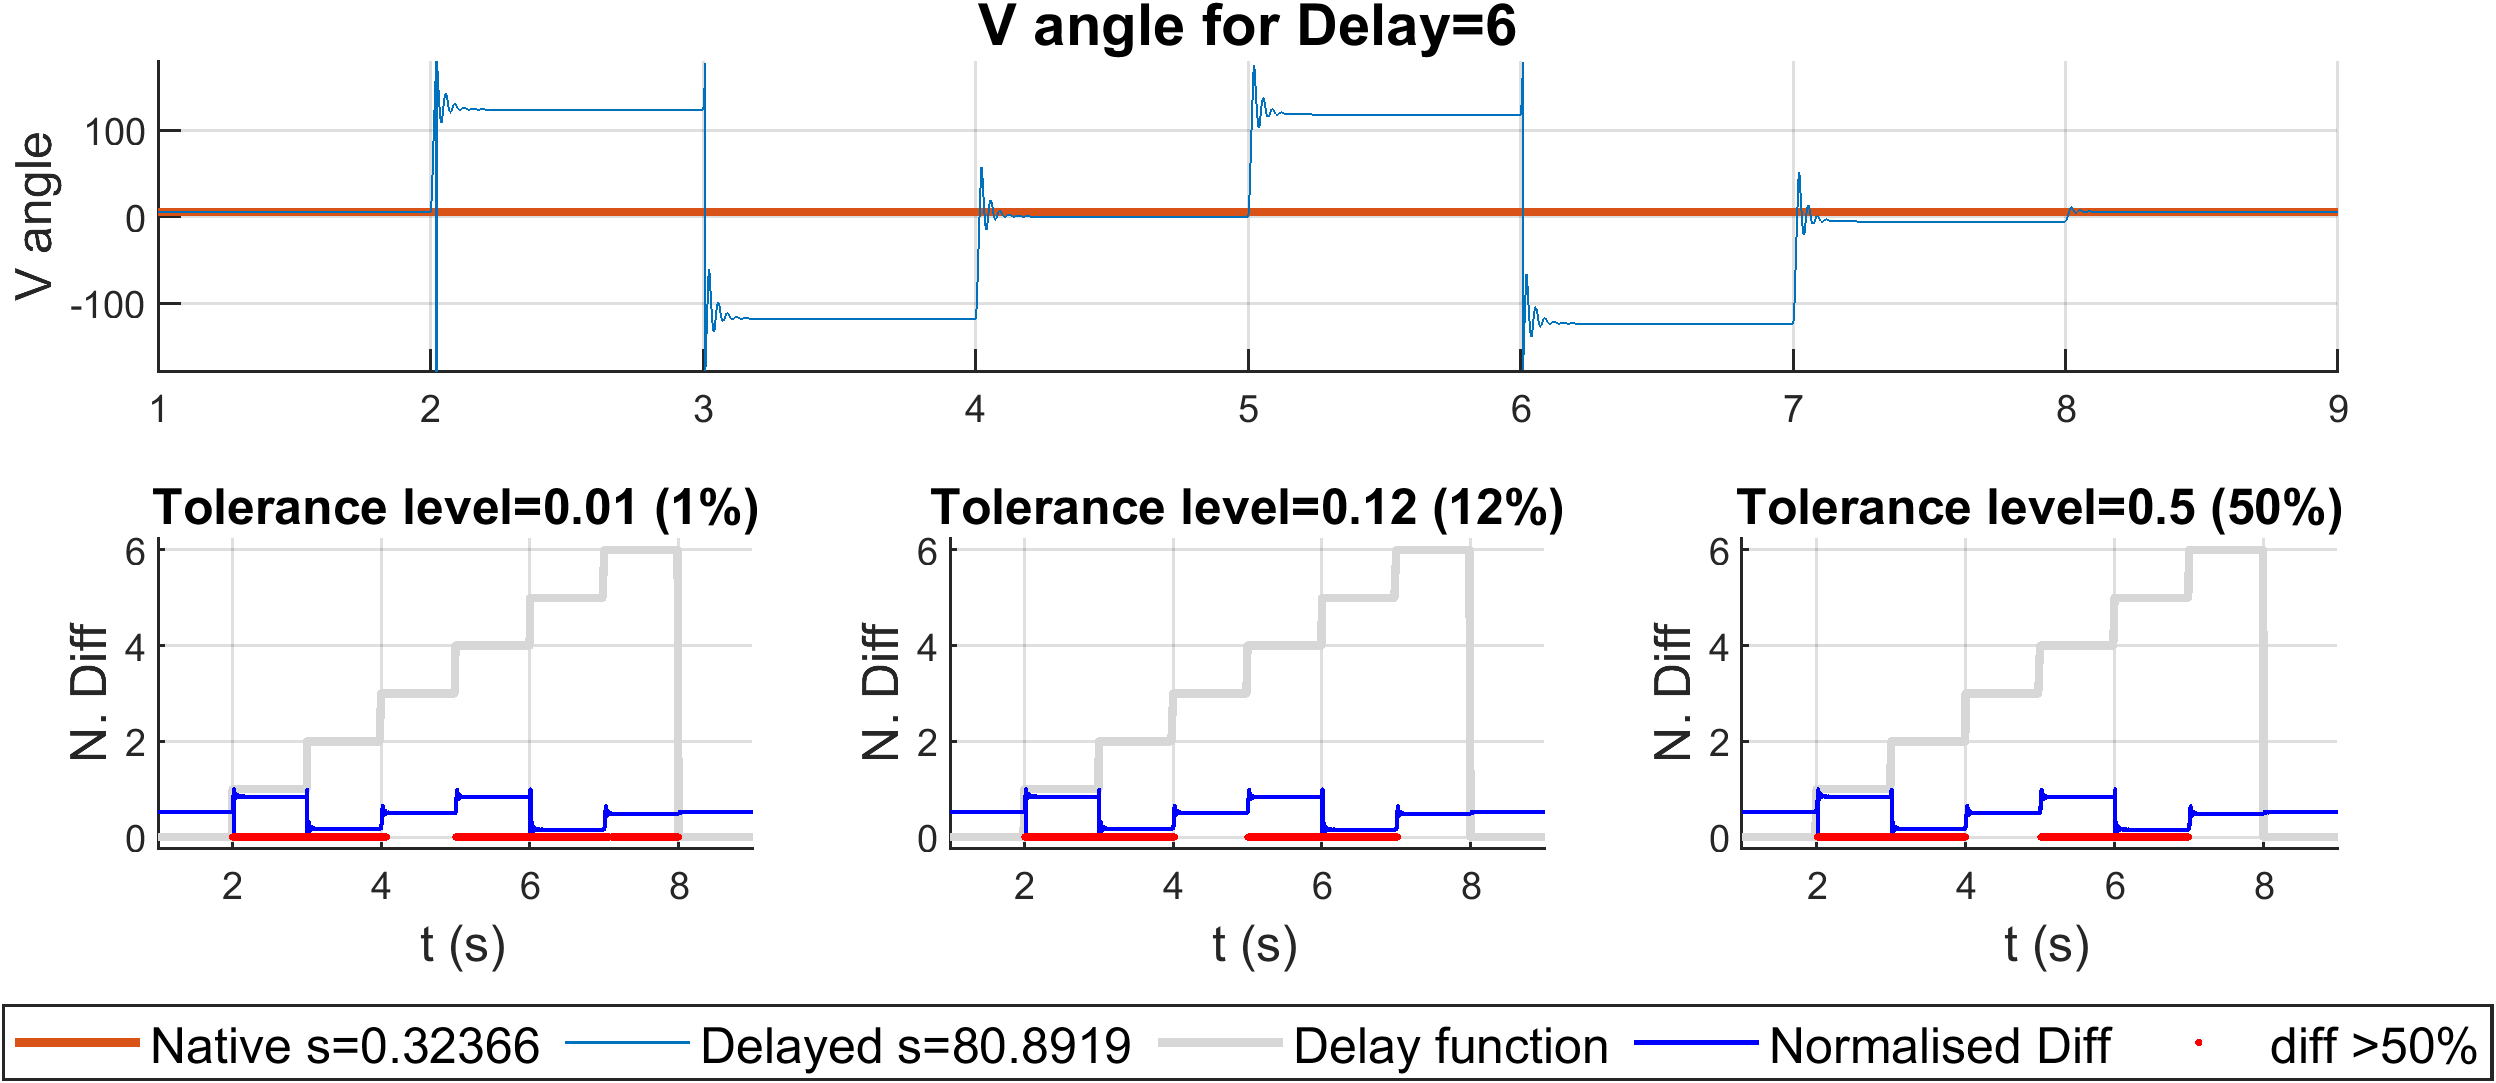 V angle for Delay=6
V angle
100
0
-100
1 2 3 4 5 6 7 8 9
Tolerance level=0.01 (1%)
N. Diff
6
4
2
0
2 4 6 8
t (s)
Tolerance level=0.12 (12%)
N. Diff
6
4
2
0
2 4 6 8
t (s)
Tolerance level=0.5 (50%)
N. Diff
6
4
2
0
2 4 6 8
t (s)
Native s=0.32366 Delayed s=80.8919 Delay function Normalised Diff diff >50%